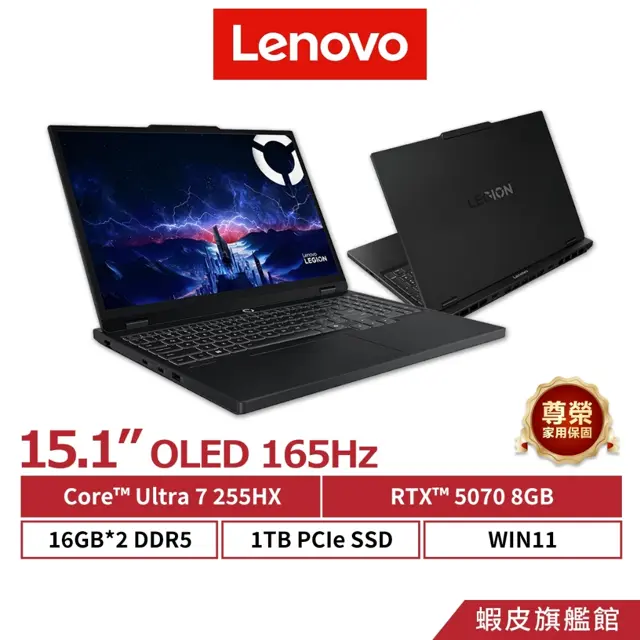 Lenovo
Lenovo
LEGION
LEGION
Lenovo
15.1” OLED 165Hz
尊榮
家用保固
Core™ Ultra 7 255HX
RTX™ 5070 8GB
16GB*2 DDR5
1TB PCIe SSD
WIN11
蝦皮旗艦館